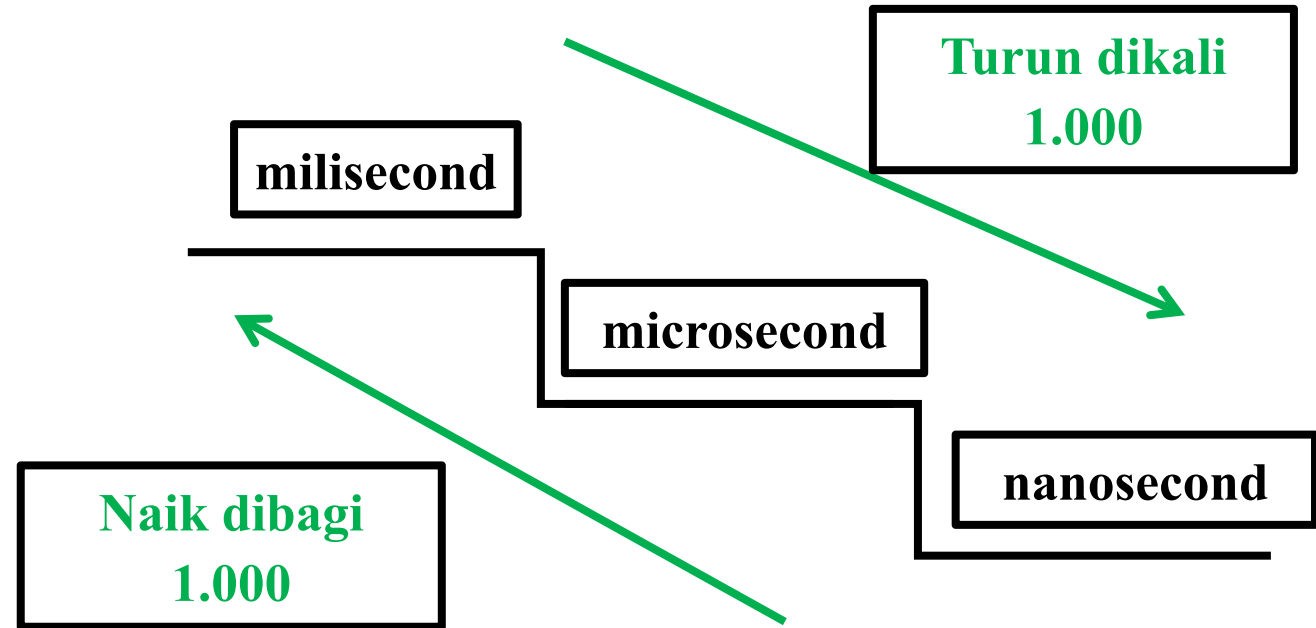 Turun dikali
1.000
milisecond
microsecond
nanosecond
Naik dibagi
1.000